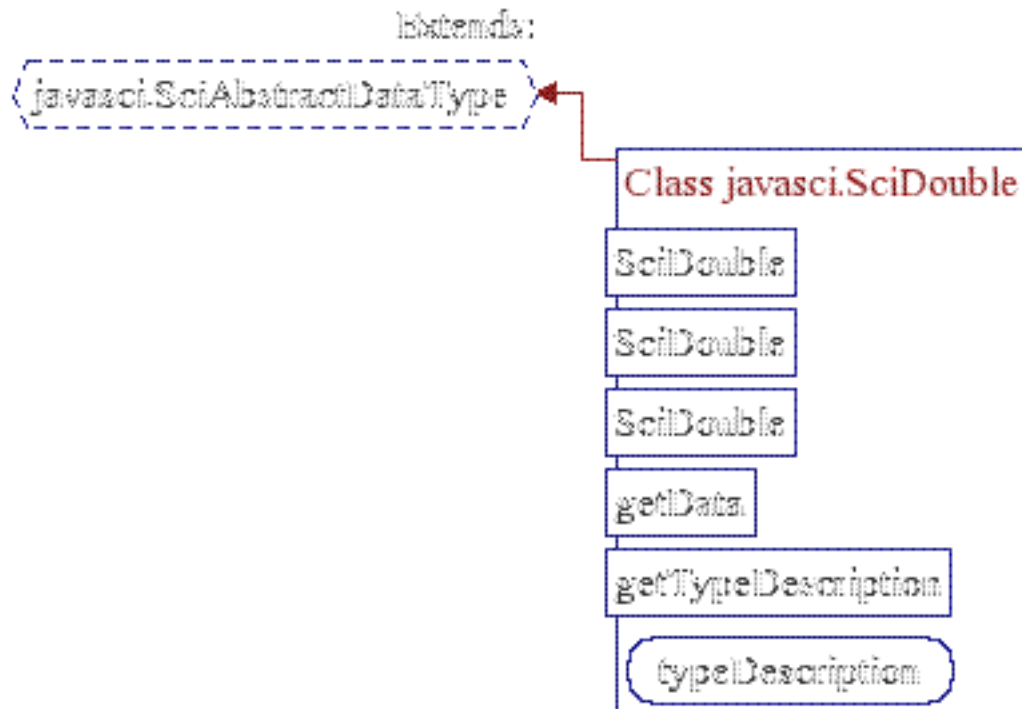 Extends:
javasci.SciAbstractDataType
Class javasci.SciDouble
SciDouble
SciDouble
SciDouble
getData
getTypeDescription
typeDescription